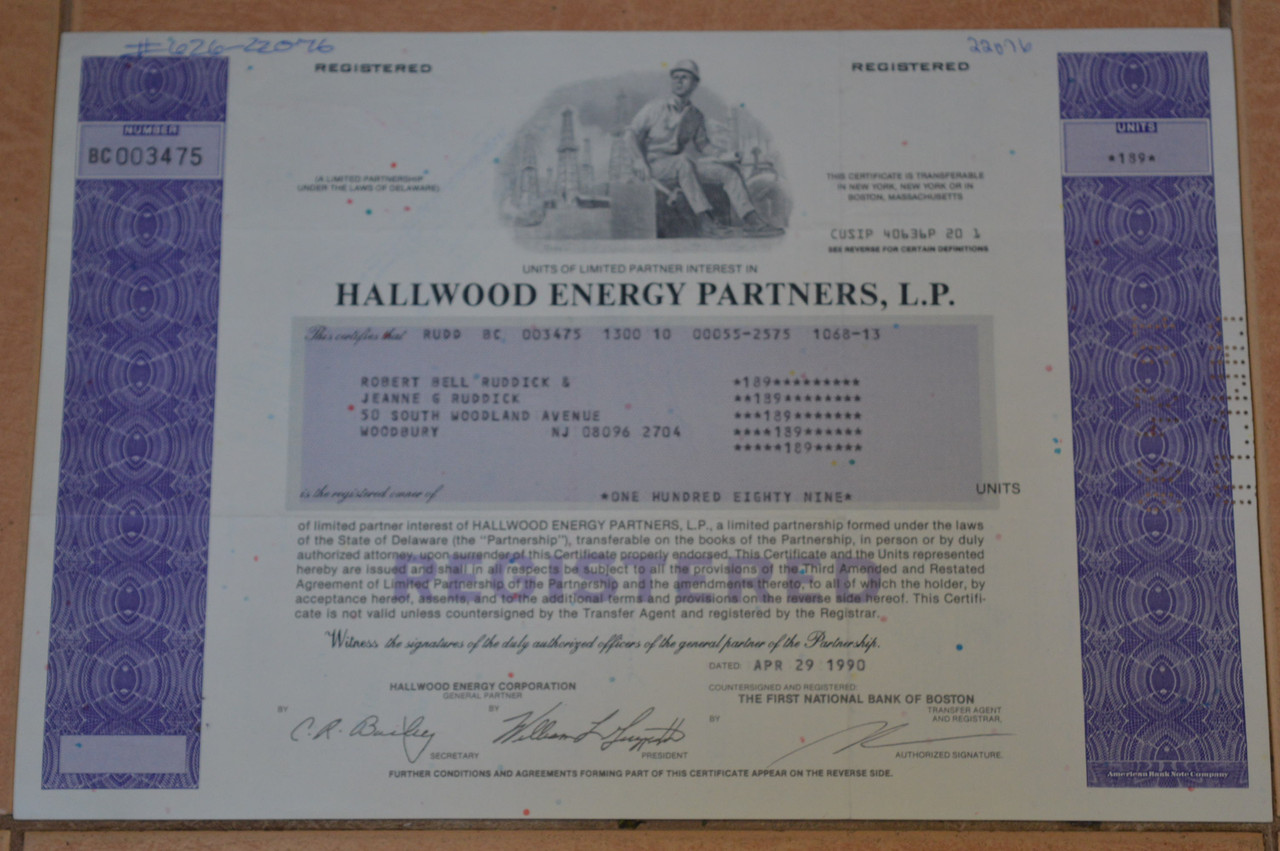 #626-22076
22076
REGISTERED
REGISTERED
NUMBER
BC003475
UNITS
*189*
(A LIMITED PARTNERSHIP
UNDER THE LAWS OF DELAWARE)
THIS CERTIFICATE IS TRANSFERABLE
IN NEW YORK, NEW YORK OR IN
BOSTON, MASSACHUSETTS
CUSIP 40636P 20 1
SEE REVERSE FOR CERTAIN DEFINITIONS
UNITS OF LIMITED PARTNER INTEREST IN
HALLWOOD ENERGY PARTNERS, L.P.
This certifies that RUDD BC 003475 1300 10 00055-2575 1068-13
ROBERT BELL RUDDICK & *189*********
JEANNE G RUDDICK **189********
50 SOUTH WOODLAND AVENUE ***189*******
WOODBURY NJ 08096 2704 ****189******
*****189*****
is the registered owner of *ONE HUNDRED EIGHTY NINE* UNITS
of limited partner interest of HALLWOOD ENERGY PARTNERS, L.P., a limited partnership formed under the laws
of the State of Delaware (the "Partnership"), transferable on the books of the Partnership, in person or by duly
authorized attorney, upon surrender of this Certificate properly endorsed. This Certificate and the Units represented
hereby are issued and shall in all respects be subject to all the provisions of the Third Amended and Restated
Agreement of Limited Partnership of the Partnership and the amendments thereto, to all of which the holder, by
acceptance hereof, assents, and to the additional terms and provisions on the reverse side hereof. This Certifi-
cate is not valid unless countersigned by the Transfer Agent and registered by the Registrar.
REGISTERED
Witness the signatures of the duly authorized officers of the general partner of the Partnership.
DATED APR 29 1990
HALLWOOD ENERGY CORPORATION
GENERAL PARTNER
COUNTERSIGNED AND REGISTERED:
THE FIRST NATIONAL BANK OF BOSTON
TRANSFER AGENT
AND REGISTRAR,
BY
C. R. Bailey
SECRETARY
BY
William L
PRESIDENT
BY
AUTHORIZED SIGNATURE.
FURTHER CONDITIONS AND AGREEMENTS FORMING PART OF THIS CERTIFICATE APPEAR ON THE REVERSE SIDE.
American Bank Note Company